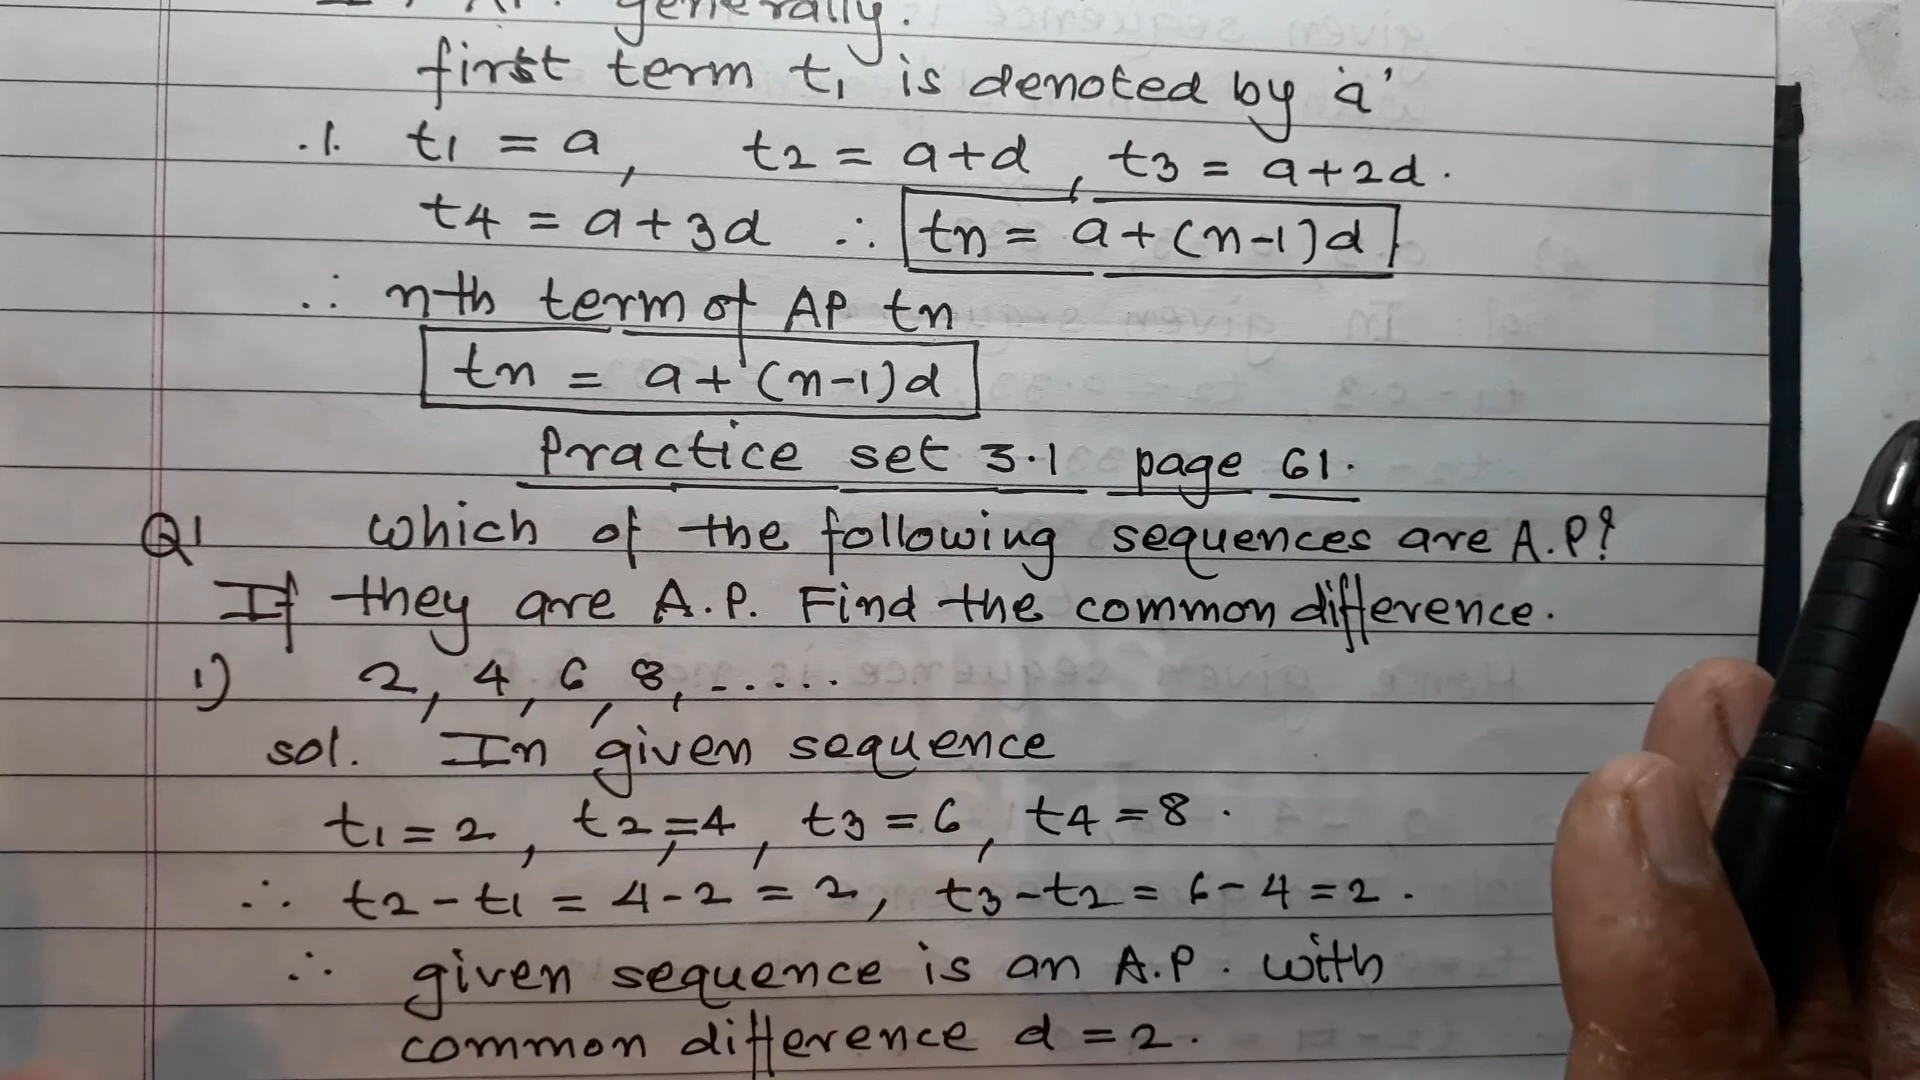 generally.
first term t1 is denoted by 'a'
∴ t1 = a, t2 = a+d, t3 = a+2d.
t4 = a+3d ∴ tn = a+(n-1)d
∴ nth term of AP tn
tn = a+(n-1)d
Practice set 3.1 page 61.
Q1 which of the following sequences are A.P?
If they are A.P. Find the common difference.
1) 2, 4, 6, 8, .....
sol. In given sequence
t1=2, t2=4, t3=6, t4=8.
∴ t2-t1 = 4-2 = 2, t3-t2 = 6-4=2.
∴ given sequence is an A.P. with
common difference d=2.